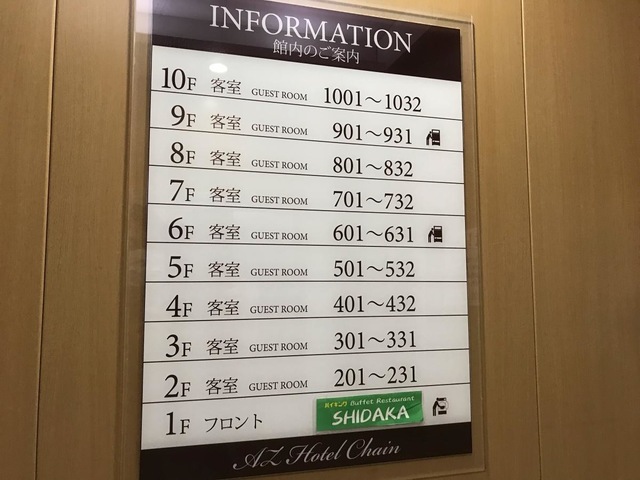 INFORMATION
館内のご案内
10F 客室 GUEST ROOM 1001〜1032
9F 客室 GUEST ROOM 901〜931
8F 客室 GUEST ROOM 801〜832
7F 客室 GUEST ROOM 701〜732
6F 客室 GUEST ROOM 601〜631
5F 客室 GUEST ROOM 501〜532
4F 客室 GUEST ROOM 401〜432
3F 客室 GUEST ROOM 301〜331
2F 客室 GUEST ROOM 201〜231
1F フロント バイキング Buffet Restaurant
SHIDAKA
AZ Hotel Chain